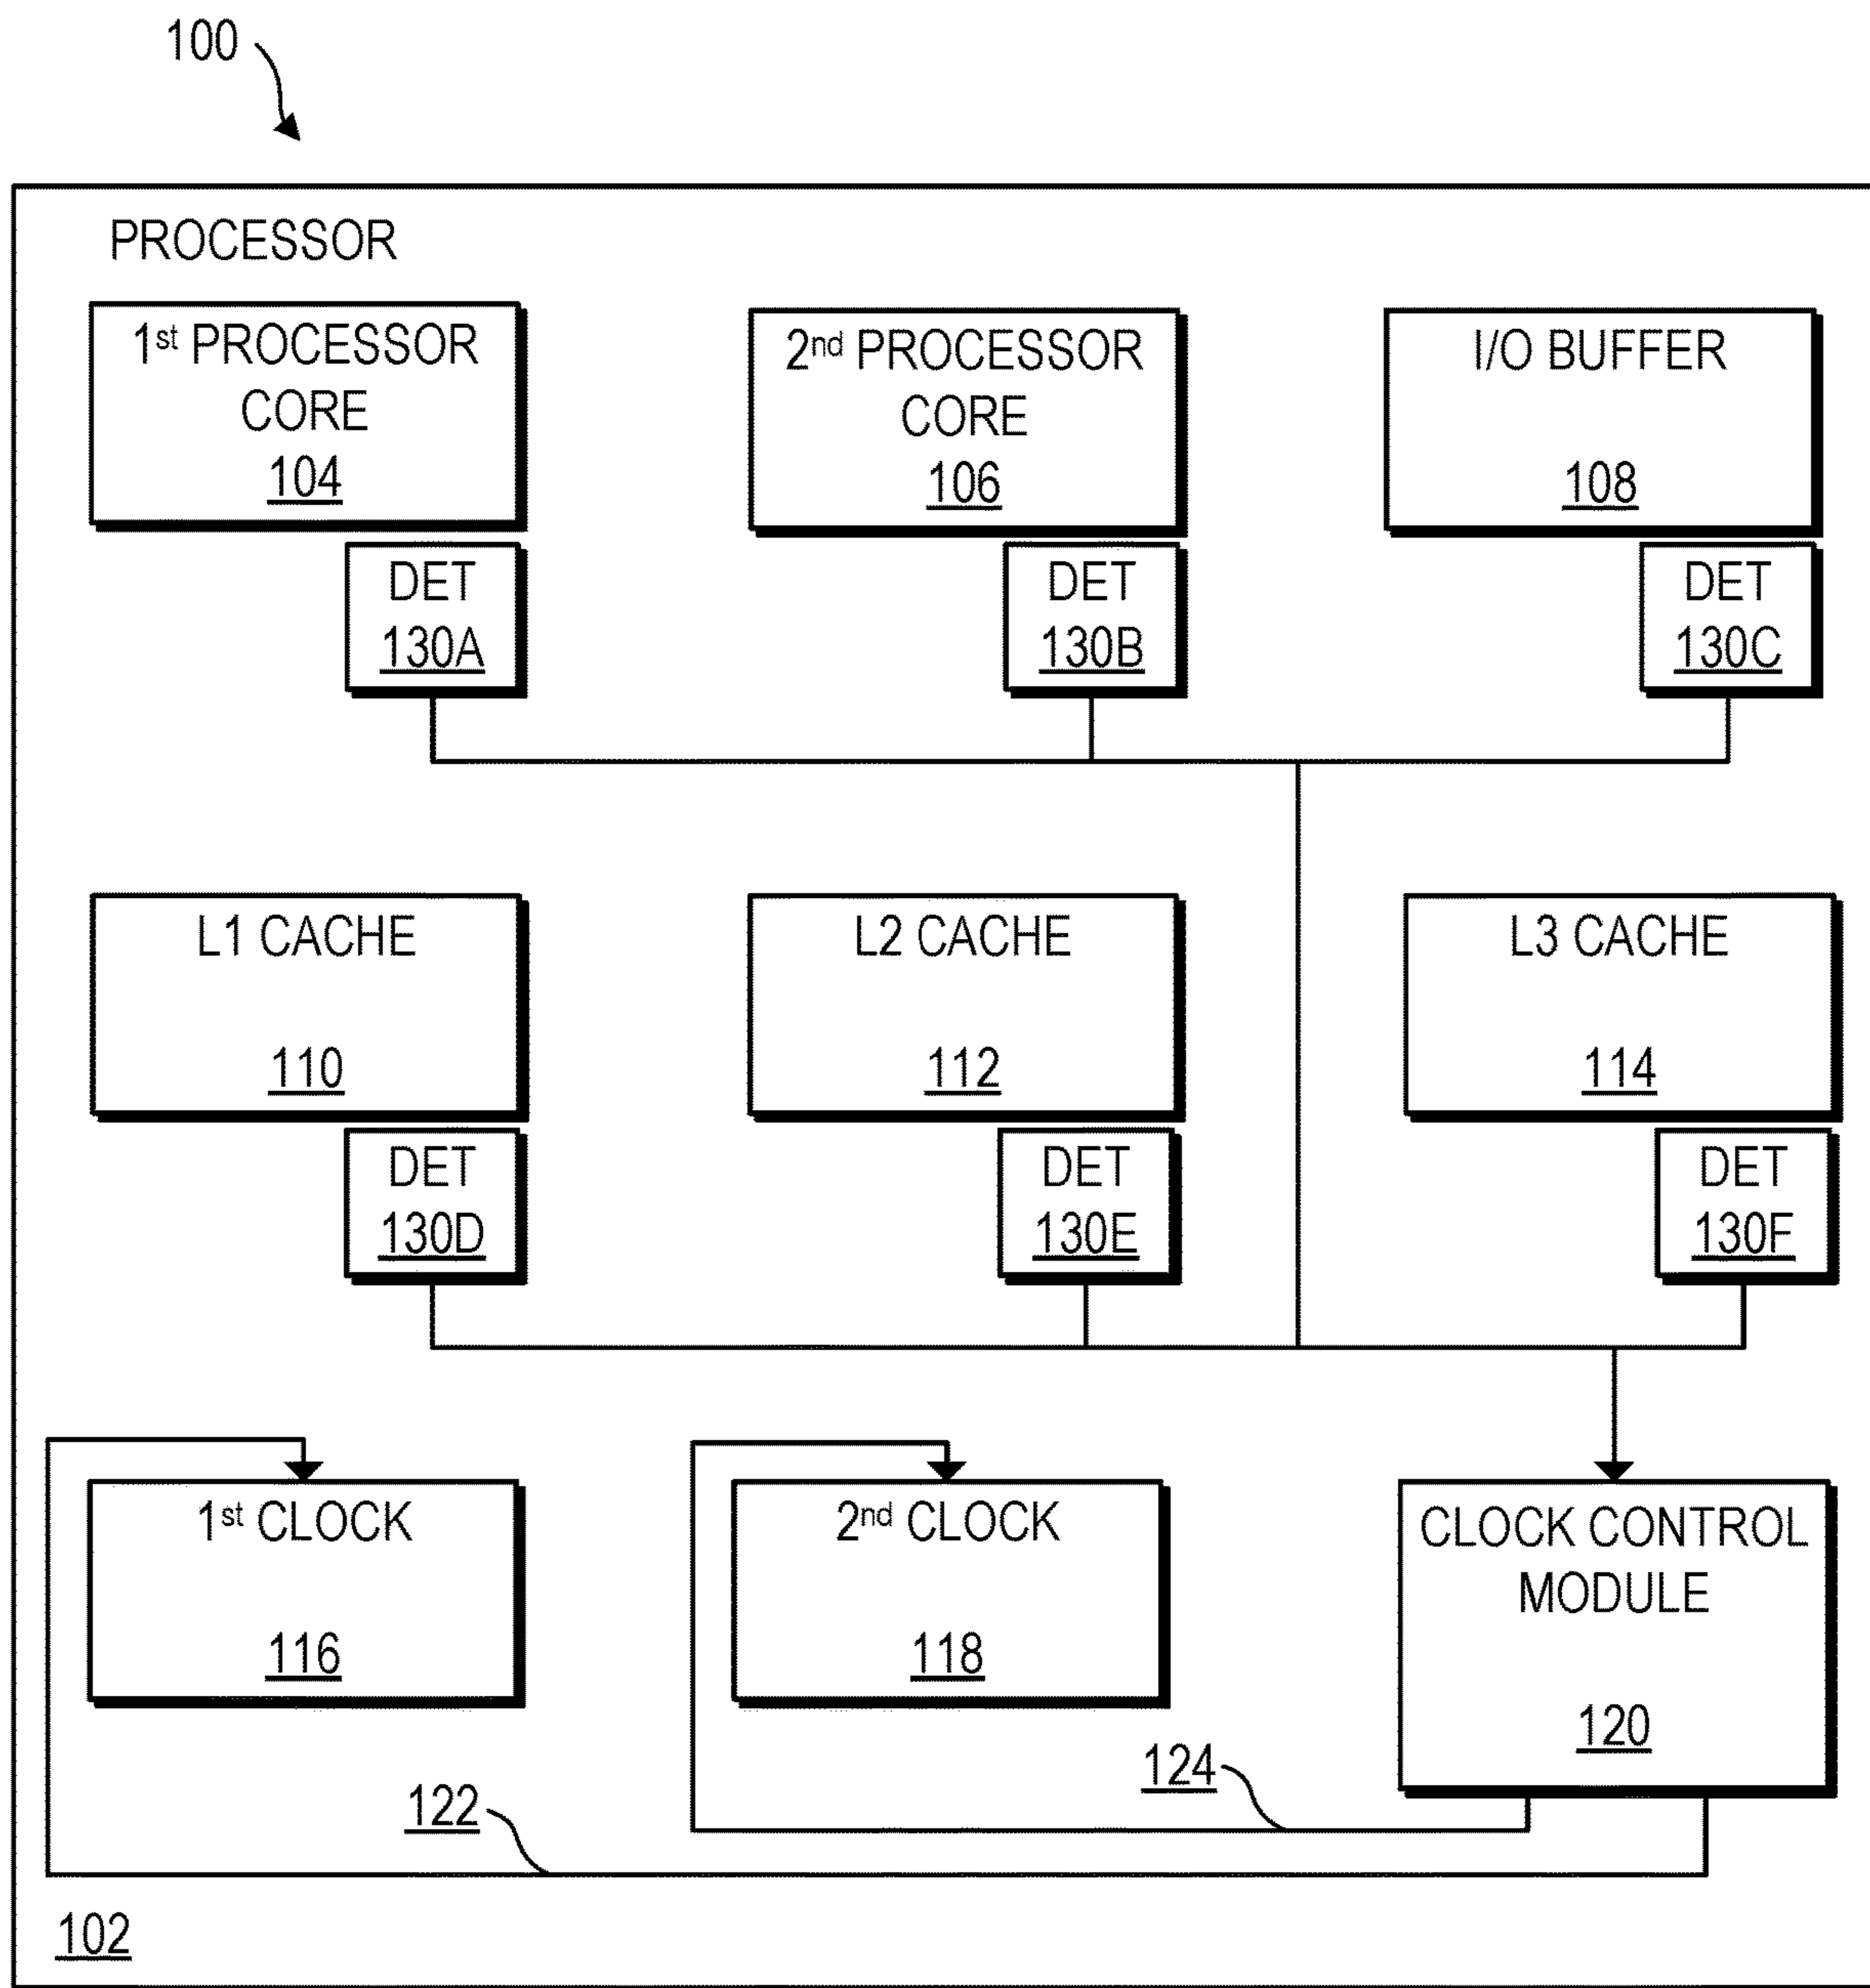 100
PROCESSOR
1st PROCESSOR
CORE
104
2nd PROCESSOR
CORE
106
I/O BUFFER
108
DET
130A
DET
130B
DET
130C
L1 CACHE
110
L2 CACHE
112
L3 CACHE
114
DET
130D
DET
130E
DET
130F
1st CLOCK
116
2nd CLOCK
118
CLOCK CONTROL
MODULE
120
124
122
102